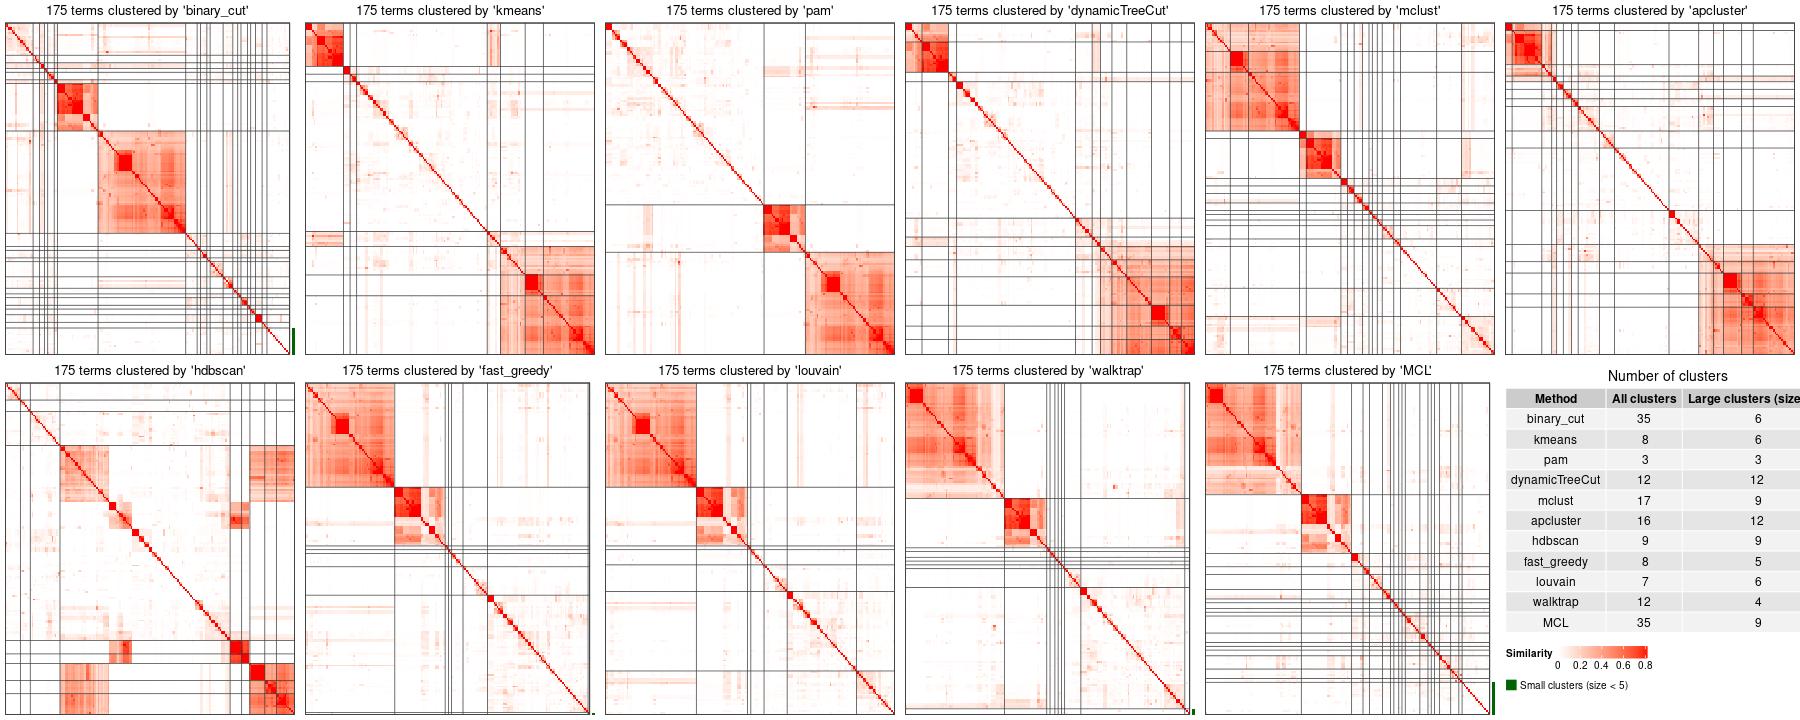 175 terms clustered by 'binary_cut'
175 terms clustered by 'kmeans'
175 terms clustered by 'pam'
175 terms clustered by 'dynamicTreeCut'
175 terms clustered by 'mclust'
175 terms clustered by 'apcluster'
175 terms clustered by 'hdbscan'
175 terms clustered by 'fast_greedy'
175 terms clustered by 'louvain'
175 terms clustered by 'walktrap'
175 terms clustered by 'MCL'
Number of clusters
Method All clusters Large clusters (size
binary_cut 35 6
kmeans 8 6
pam 3 3
dynamicTreeCut 12 12
mclust 17 9
apcluster 16 12
hdbscan 9 9
fast_greedy 8 5
louvain 7 6
walktrap 12 4
MCL 35 9
Similarity
0 0.2 0.4 0.6 0.8
Small clusters (size < 5)